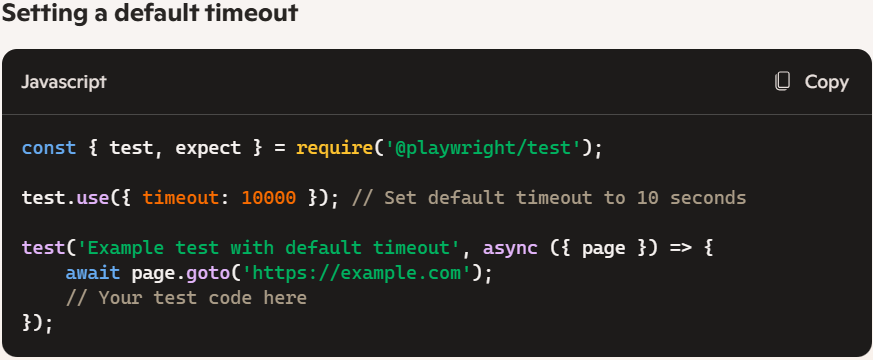 Setting a default timeout
Javascript
Copy
const { test, expect } = require('@playwright/test');
test.use({ timeout: 10000 }); // Set default timeout to 10 seconds
test('Example test with default timeout', async ({ page }) => {
    await page.goto('https://example.com');
    // Your test code here
});